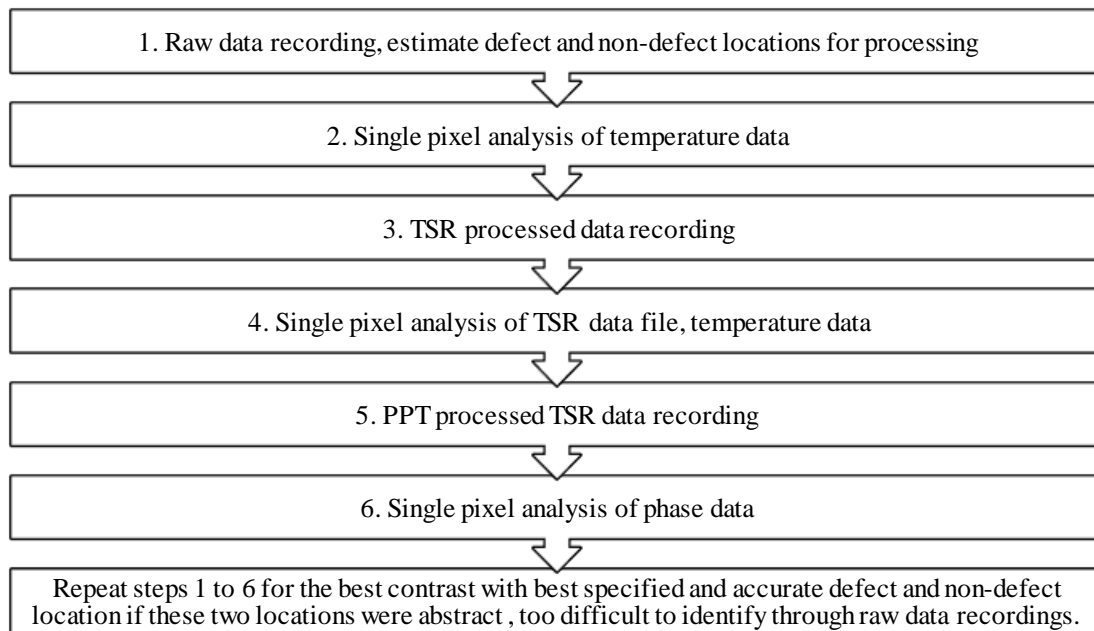 1. Raw data recording, estimate defect and non-defect locations for processing
2. Single pixel analysis of temperature data
3. TSR processed data recording
4. Single pixel analysis of TSR data file, temperature data
5. PPT processed TSR data recording
6. Single pixel analysis of phase data
Repeat steps 1 to 6 for the best contrast with best specified and accurate defect and non-defect
location if these two locations were abstract , too difficult to identify through raw data recordings.